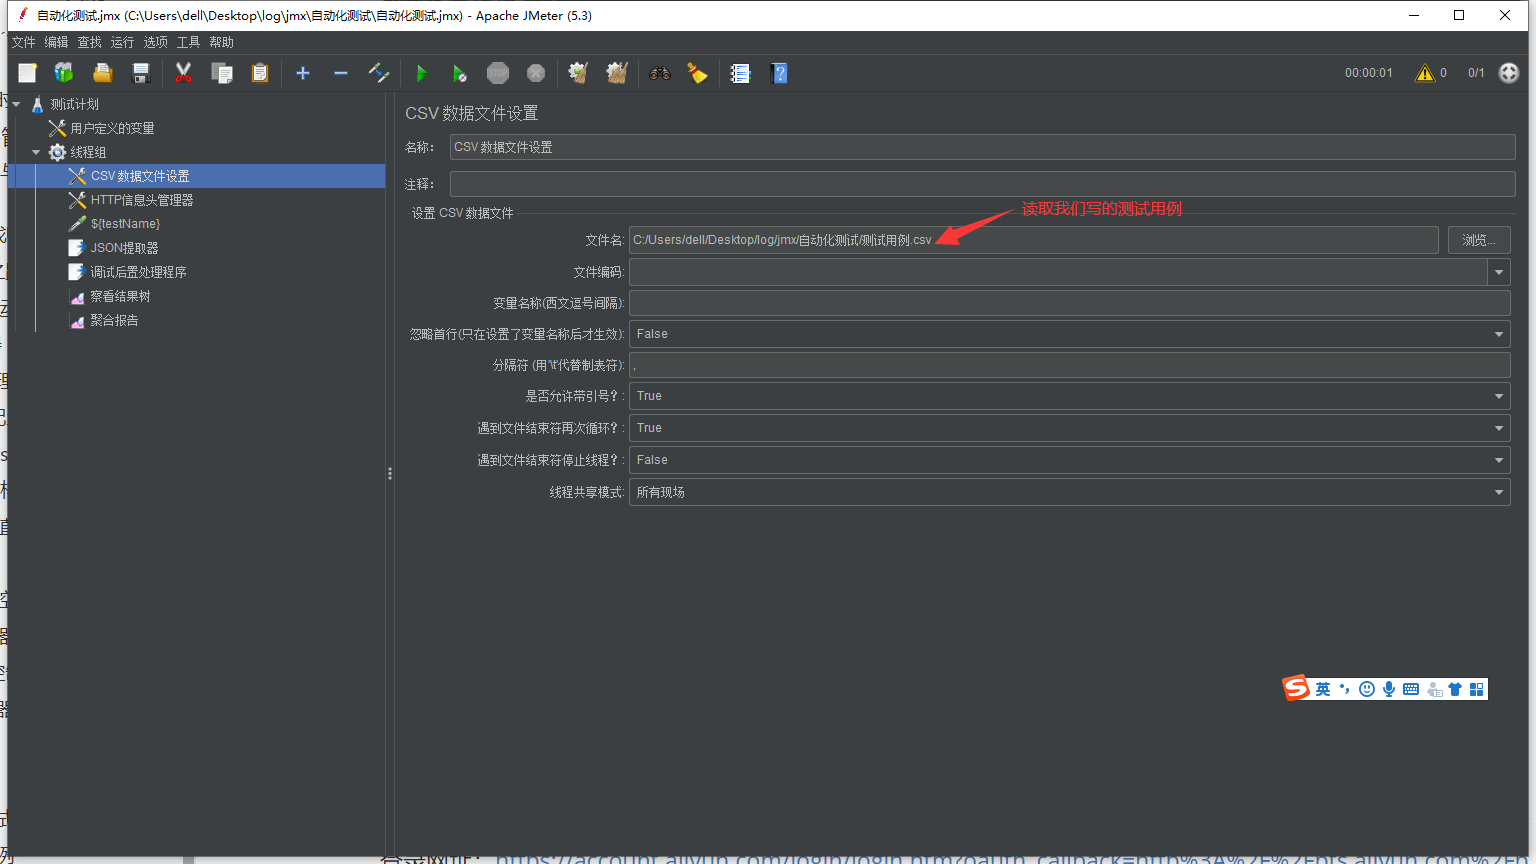 自动化测试.jmx (C:\Users\dell\Desktop\log\jmx\自动化测试\自动化测试.jmx) - Apache JMeter (5.3)
文件 编辑 查找 运行 选项 工具 帮助
STOP
00:00:01 0 0/1
测试计划
用户定义的变量
线程组
CSV 数据文件设置
HTTP信息头管理器
${testName}
JSON提取器
调试后置处理程序
察看结果树
聚合报告
CSV 数据文件设置
名称: CSV 数据文件设置
注释:
设置 CSV 数据文件
读取我们写的测试用例
文件名: C:/Users/dell/Desktop/log/jmx/自动化测试/测试用例.csv 浏览...
文件编码:
变量名称(西文逗号间隔):
忽略首行(只在设置了变量名称后才生效): False
分隔符 (用'\t'代替制表符): ,
是否允许带引号? : True
遇到文件结束符再次循环? : True
遇到文件结束符停止线程? : False
线程共享模式: 所有现场
英